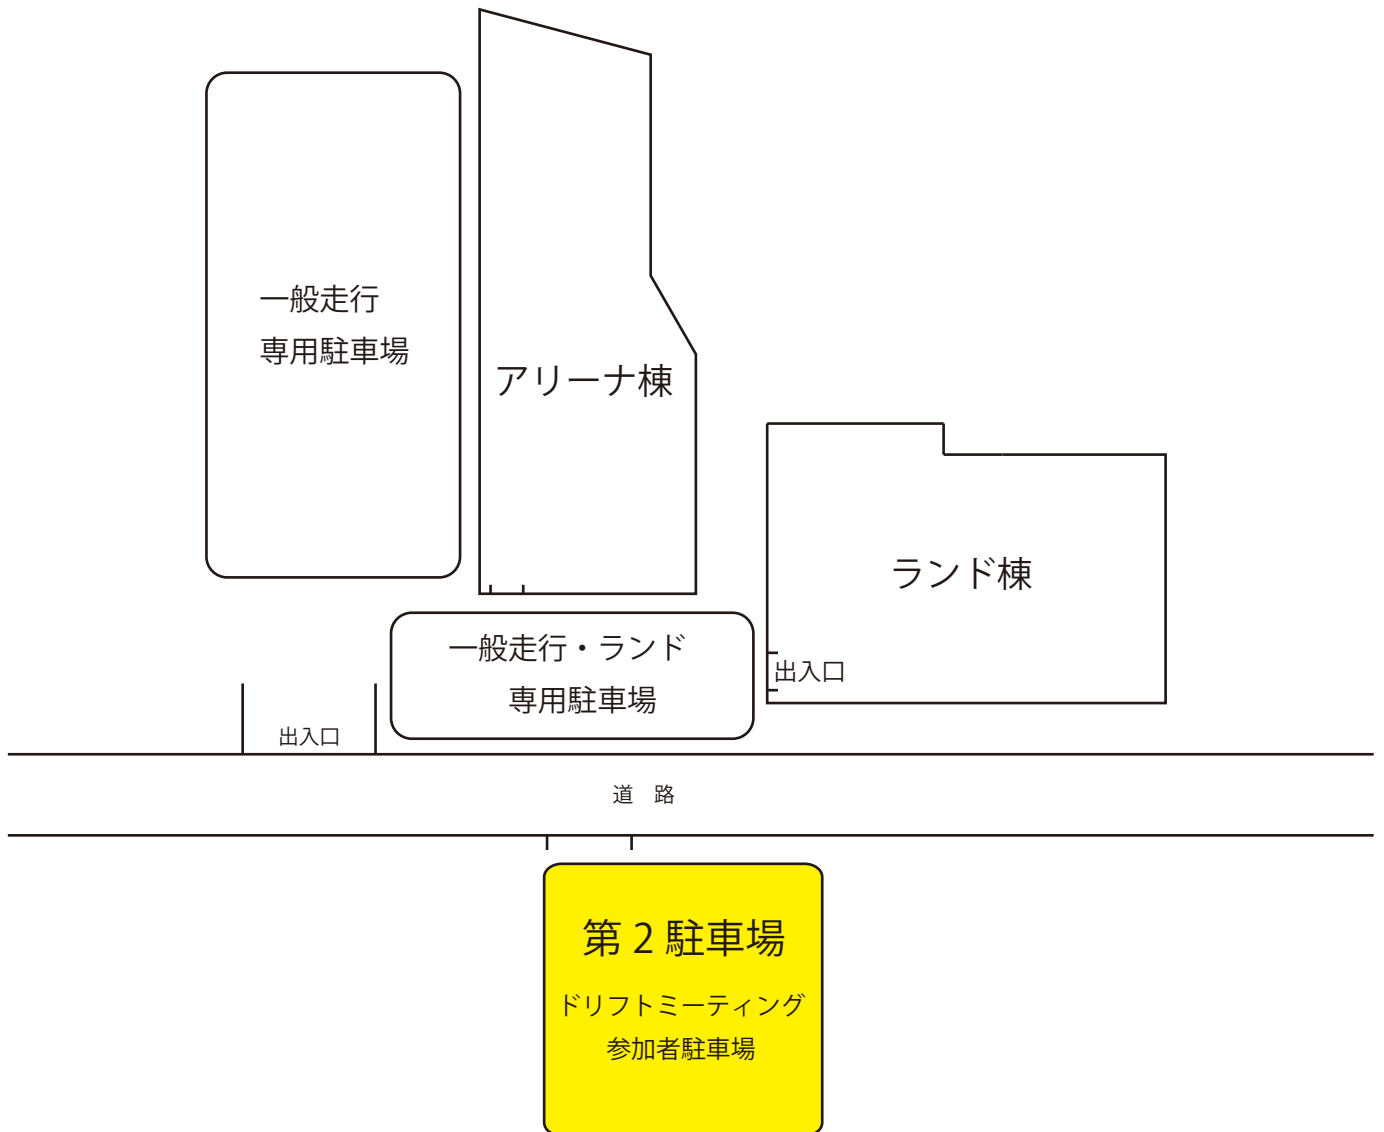 一般走行
専用駐車場
アリーナ棟
ランド棟
一般走行・ランド
専用駐車場
出入口
出入口
道　路
第２駐車場
ドリフトミーティング
参加者駐車場